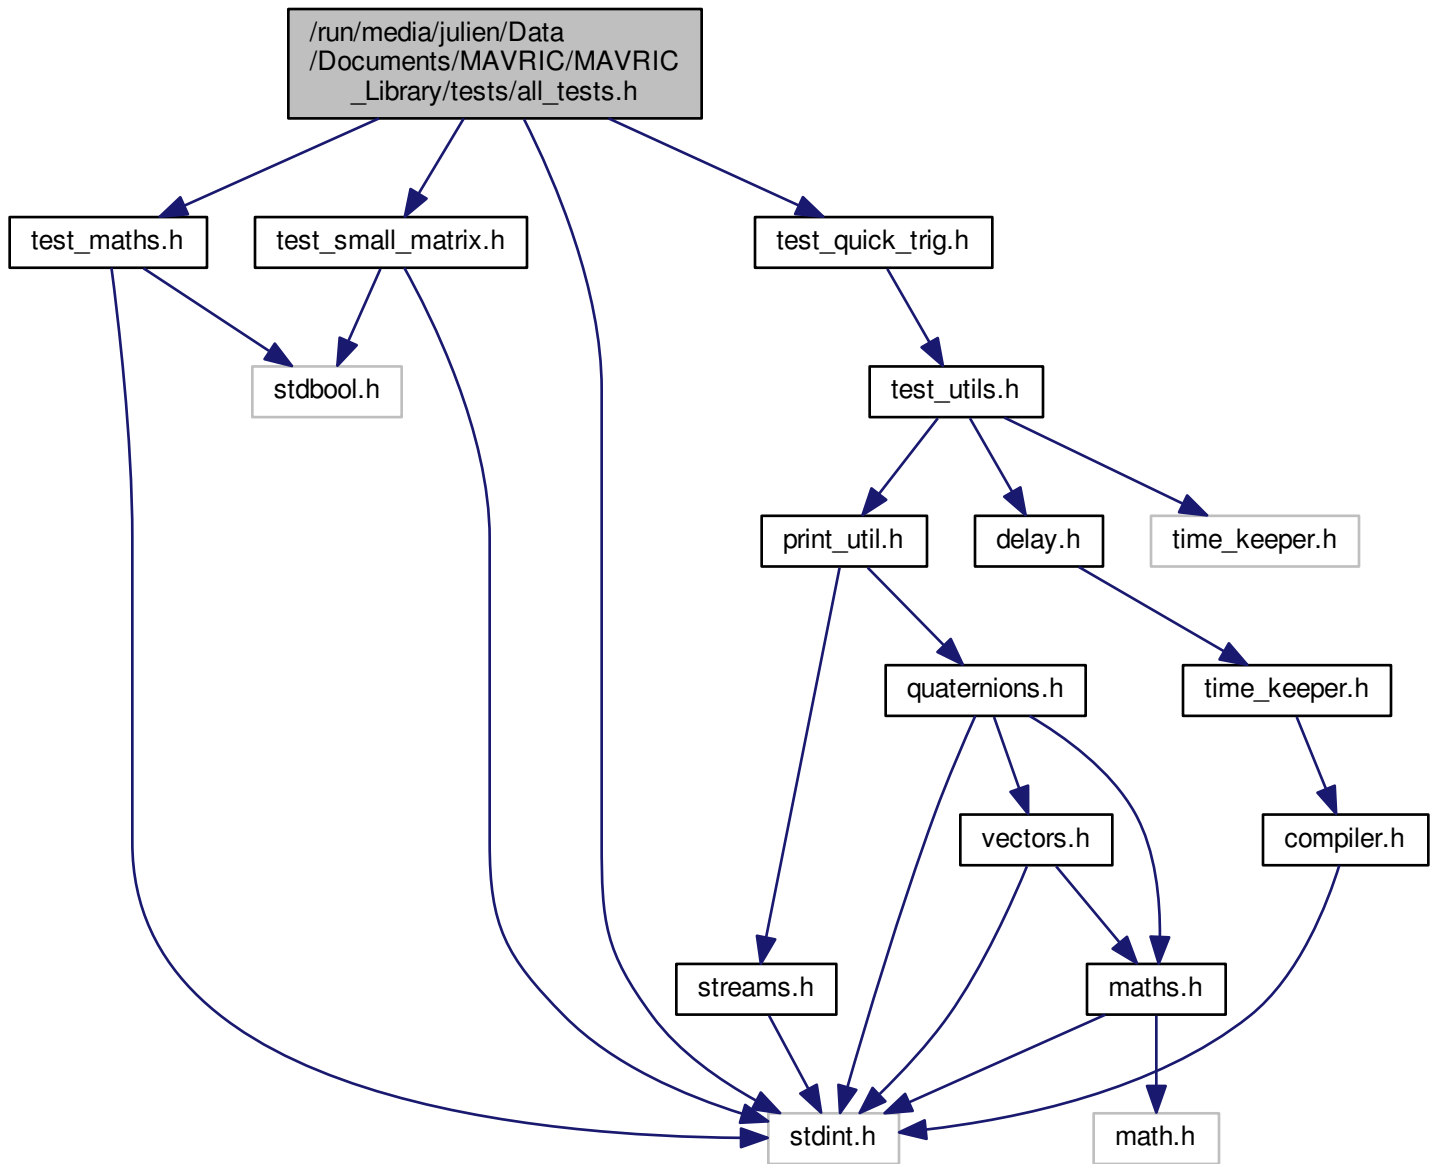 /run/media/julien/Data
/Documents/MAVRIC/MAVRIC
_Library/tests/all_tests.h
test_maths.h
test_small_matrix.h
test_quick_trig.h
stdbool.h
test_utils.h
print_util.h
delay.h
time_keeper.h
quaternions.h
time_keeper.h
vectors.h
compiler.h
streams.h
maths.h
stdint.h
math.h